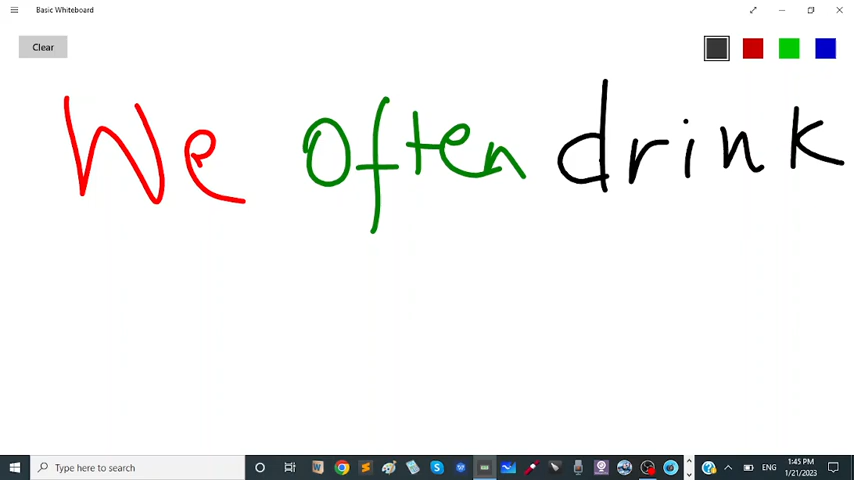 Basic Whiteboard
Clear
We often drink
Type here to search
ENG
1:45 PM
1/21/2023